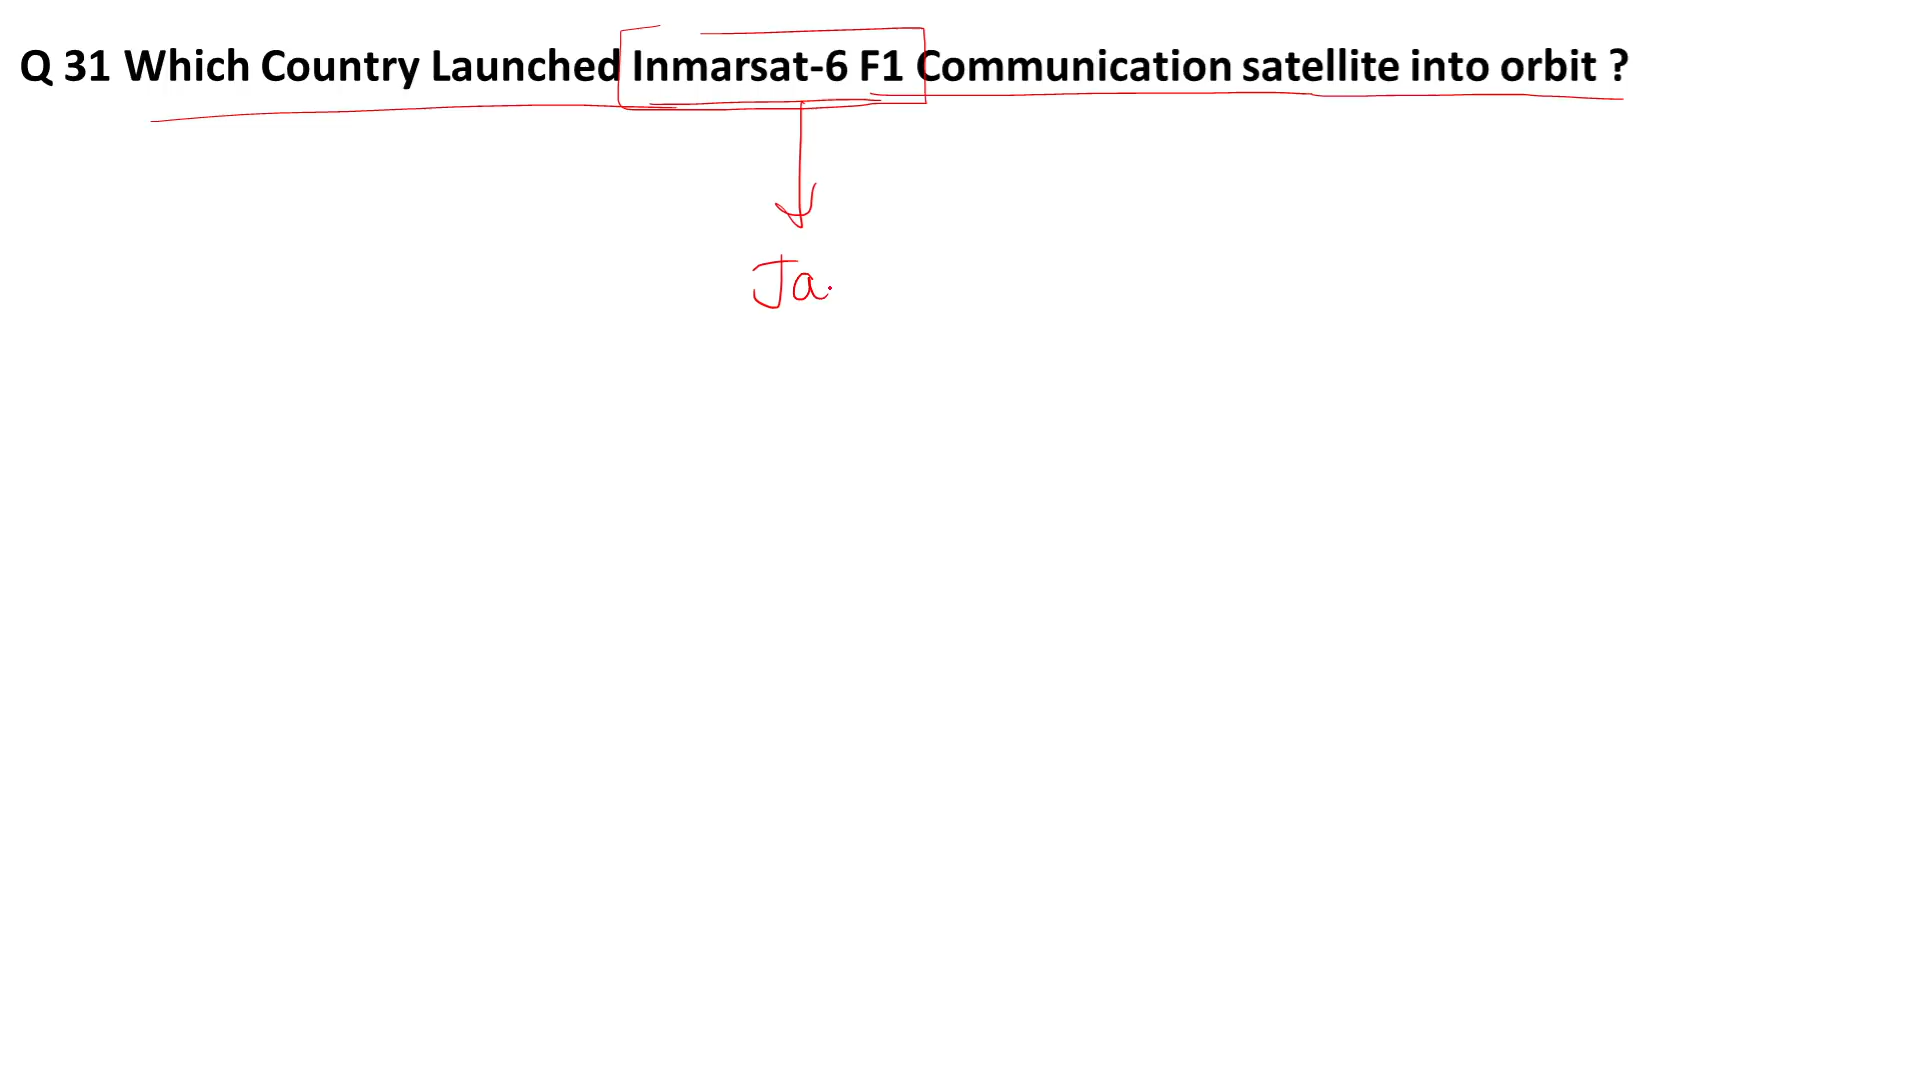 Q 31 Which Country Launched Inmarsat-6 F1 Communication satellite into orbit ?
Ja